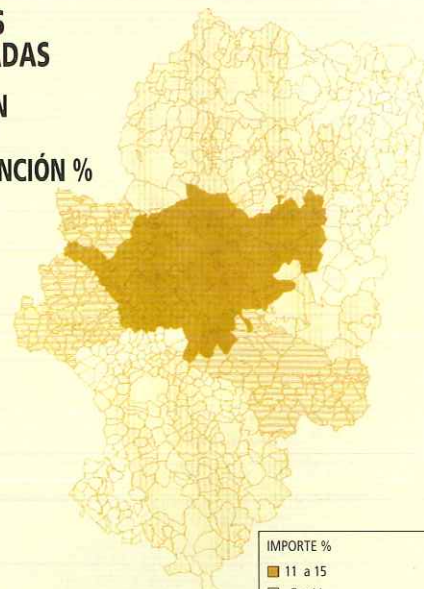 S
ADAS
N
NCIÓN %
IMPORTE %
11 a 15